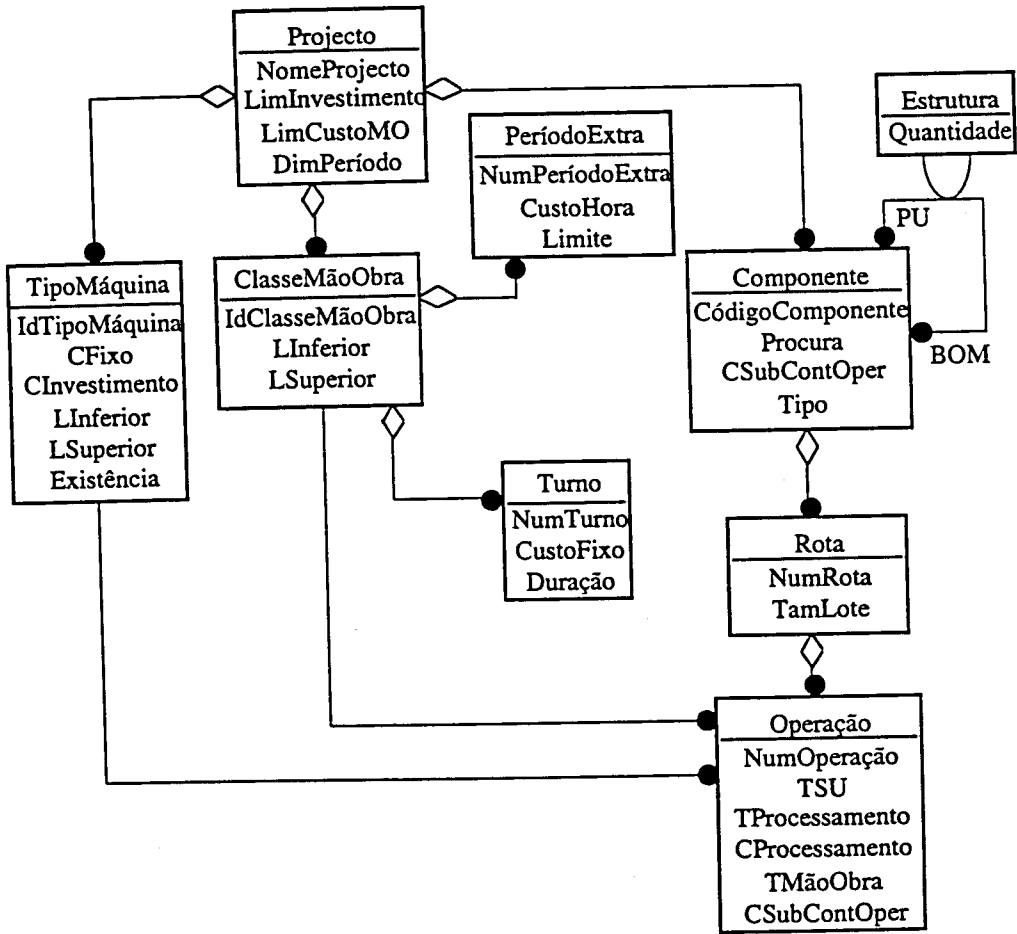 Projecto
NomeProjecto
LimInvestimento
LimCustoMO
DimPeríodo
Estrutura
Quantidade
PeríodoExtra
NumPeríodoExtra
CustoHora
Limite
PU
BOM
TipoMáquina
IdTipoMáquina
CFixo
CInvestimento
LInferior
LSuperior
Existência
ClasseMãoObra
IdClasseMãoObra
LInferior
LSuperior
Componente
CódigoComponente
Procura
CSubContOper
Tipo
Turno
NumTurno
CustoFixo
Duração
Rota
NumRota
TamLote
Operação
NumOperação
TSU
TProcessamento
CProcessamento
TMãoObra
CSubContOper